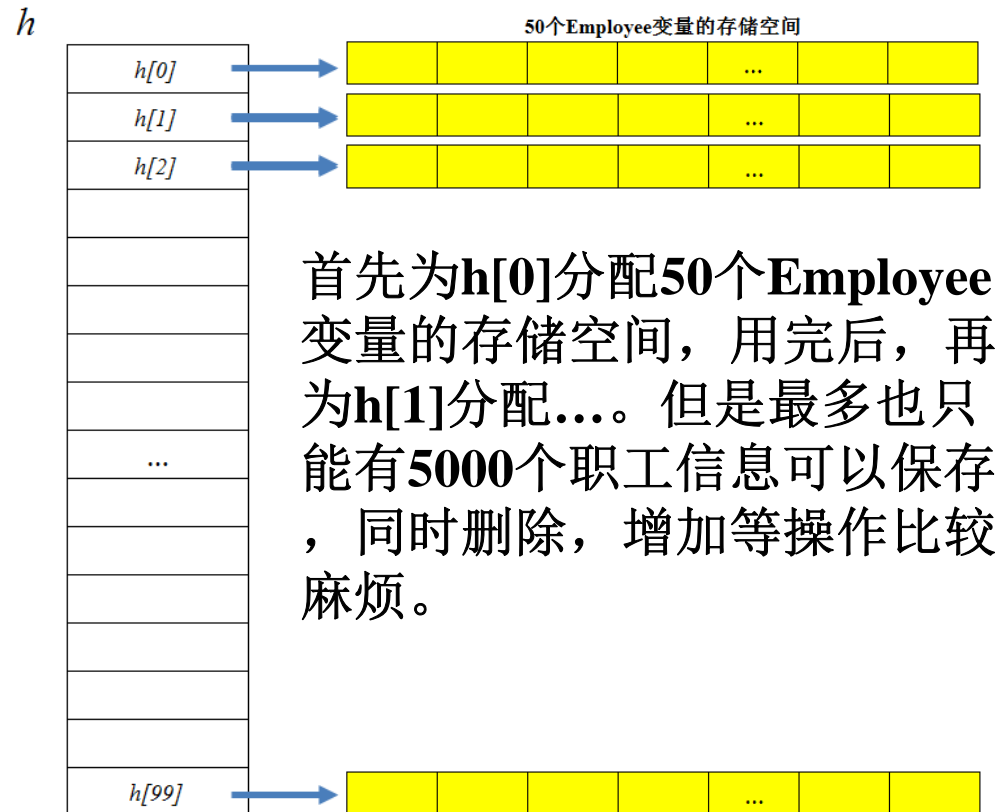 h
50个Employee变量的存储空间
h[0]
...
h[1]
...
h[2]
...
首先为h[0]分配50个Employee
变量的存储空间，用完后，再
为h[1]分配…。但是最多也只
能有5000个职工信息可以保存
，同时删除，增加等操作比较
麻烦。
...
h[99]
...